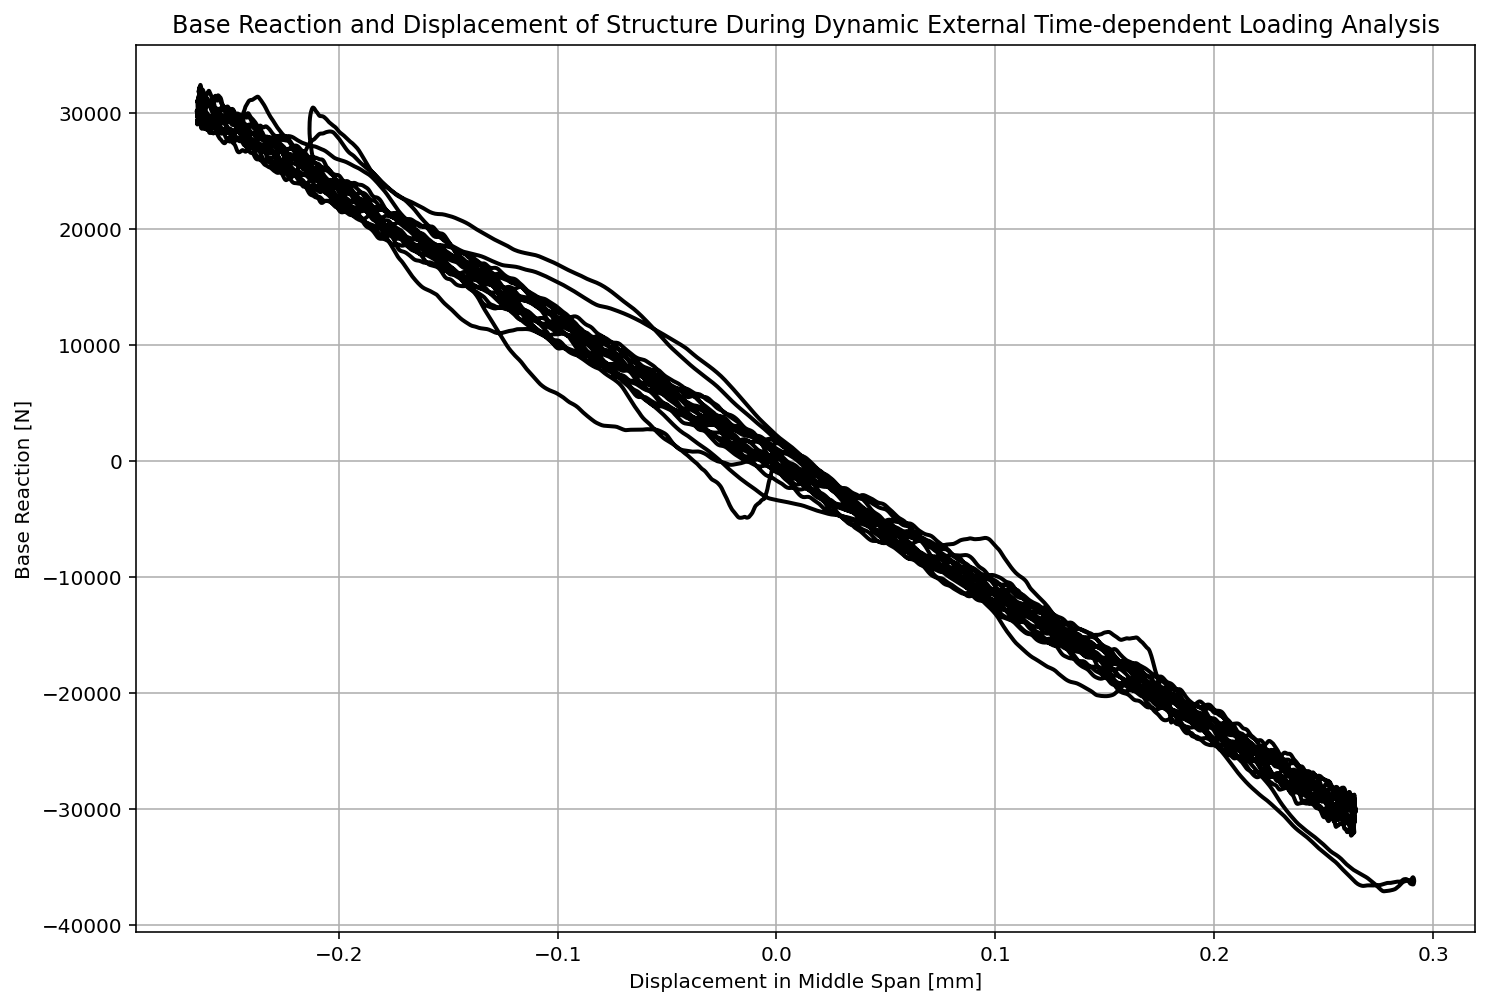 Base Reaction and Displacement of Structure During Dynamic External Time-dependent Loading Analysis
30000
20000
10000
0
−10000
−20000
−30000
−40000
Base Reaction [N]
−0.2 −0.1 0.0 0.1 0.2 0.3
Displacement in Middle Span [mm]